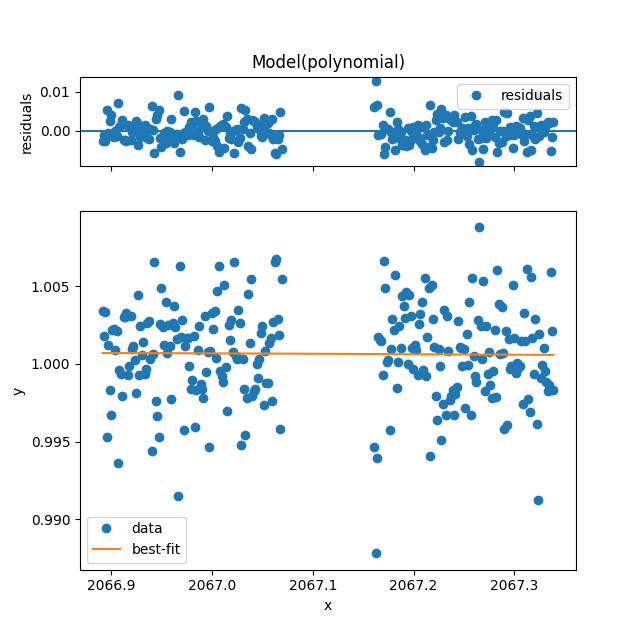 Model(polynomial)
0.01
0.00
residuals
residuals
1.005
1.000
0.995
0.990
y
data
best-fit
2066.9
2067.0
2067.1
2067.2
2067.3
x